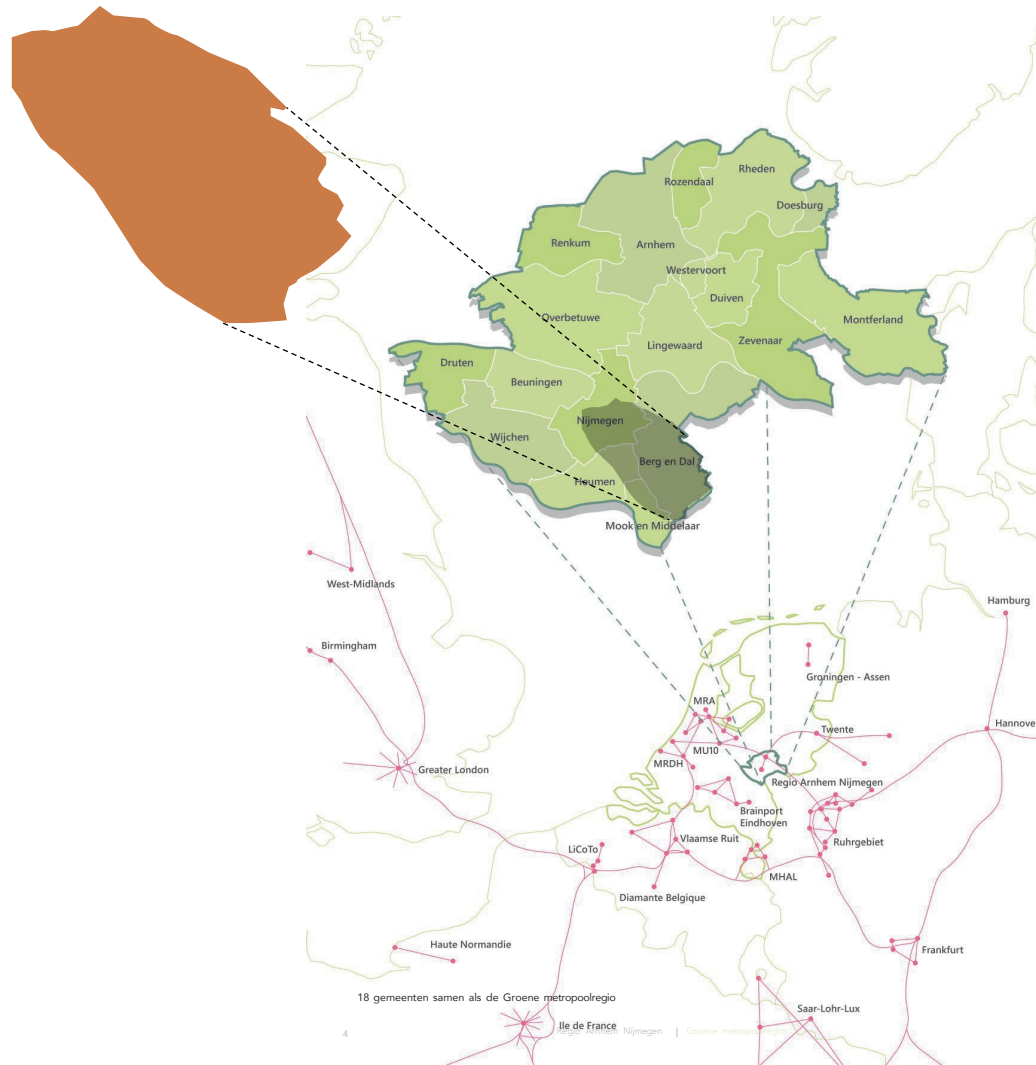 Rheden
Rozendaal
Doesburg
Renkum
Arnhem
Westervoort
Duiven
Overbetuwe
Montferland
Lingewaard
Zevenaar
Druten
Beuningen
Nijmegen
Wijchen
Berg en Dal
Heumen
Mook en Middelaar
West-Midlands
Hamburg
Birmingham
Groningen - Assen
MRA
Hannove
Twente
MU10
MRDH
Greater London
Regio Arnhem Nijmegen
Brainport
Eindhoven
Vlaamse Ruit
Ruhrgebiet
LiCoTo
MHAL
Diamante Belgique
Haute Normandie
Frankfurt
18 gemeenten samen als de Groene metropoolregio
Saar-Lohr-Lux
Ile de France
4 Regio Arnhem Nijmegen | Groene metropoolregio